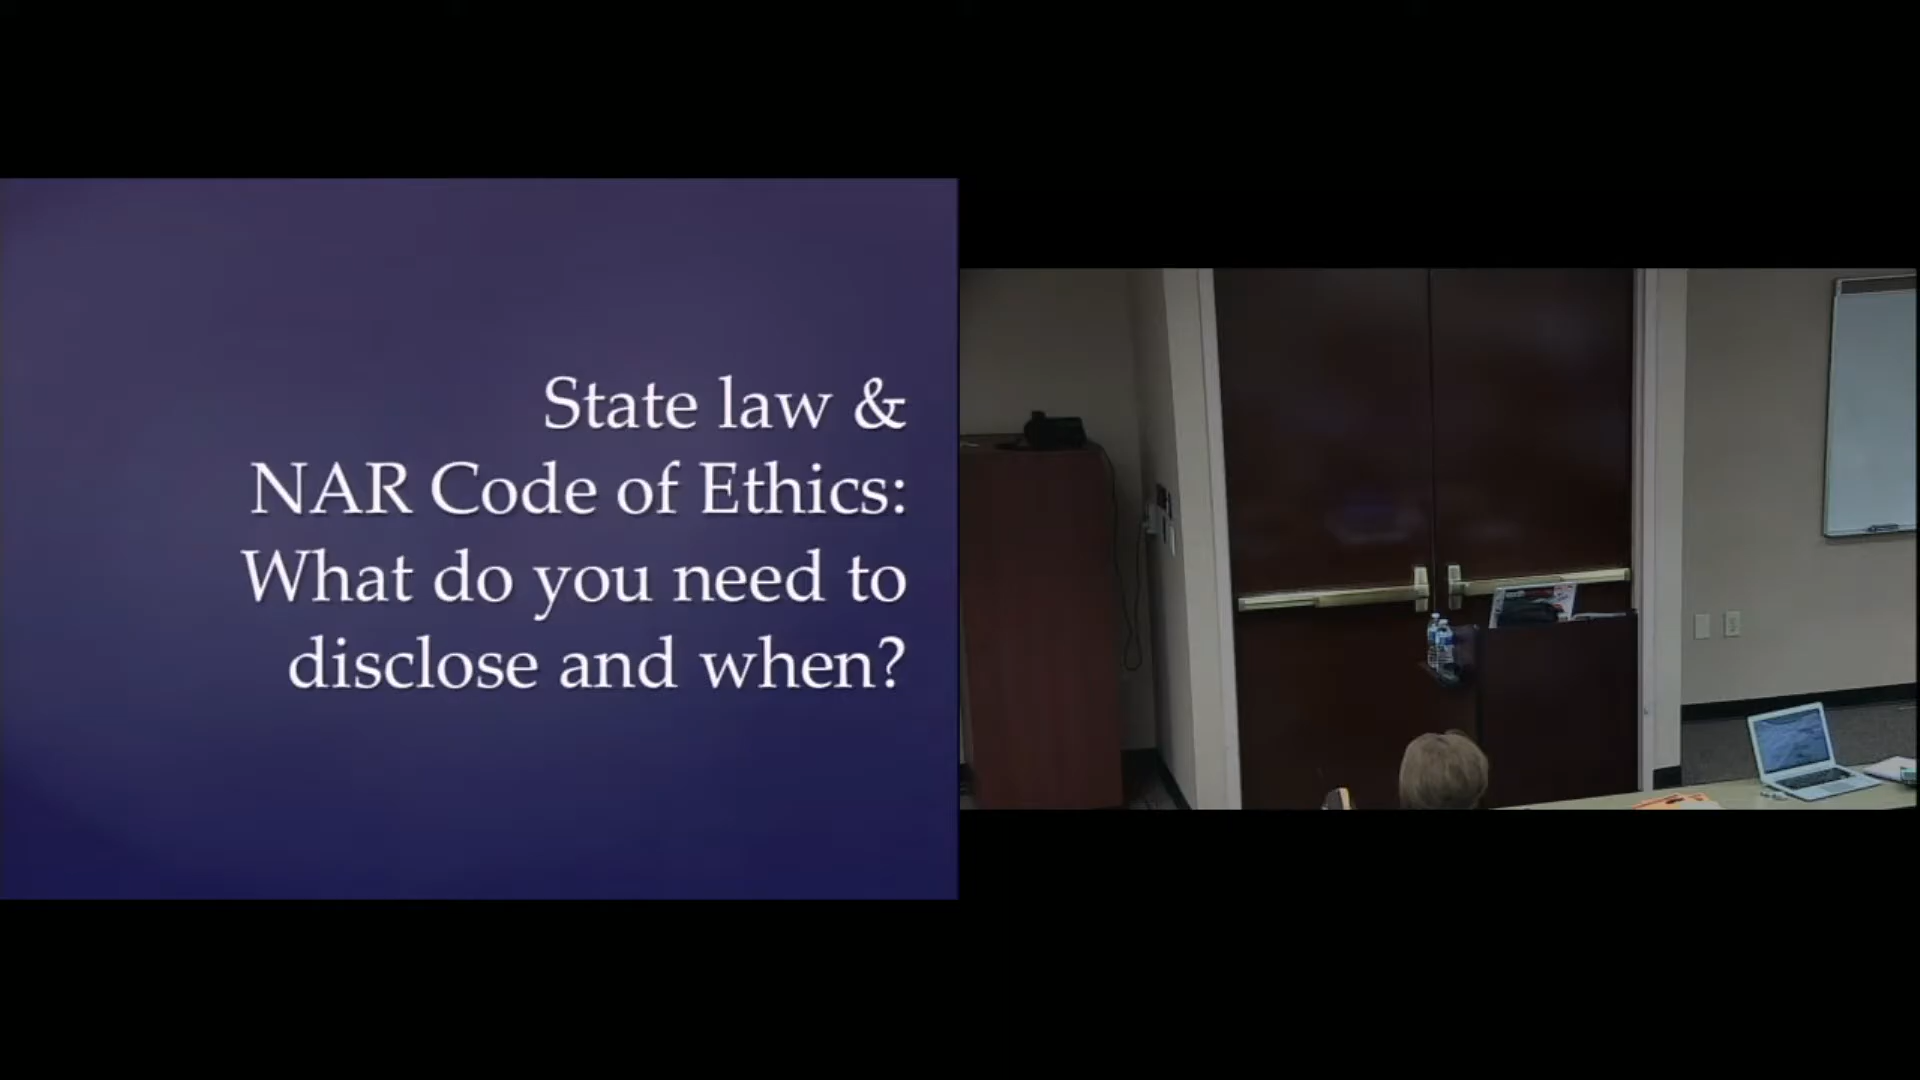 State law &
NAR Code of Ethics:
What do you need to
disclose and when?